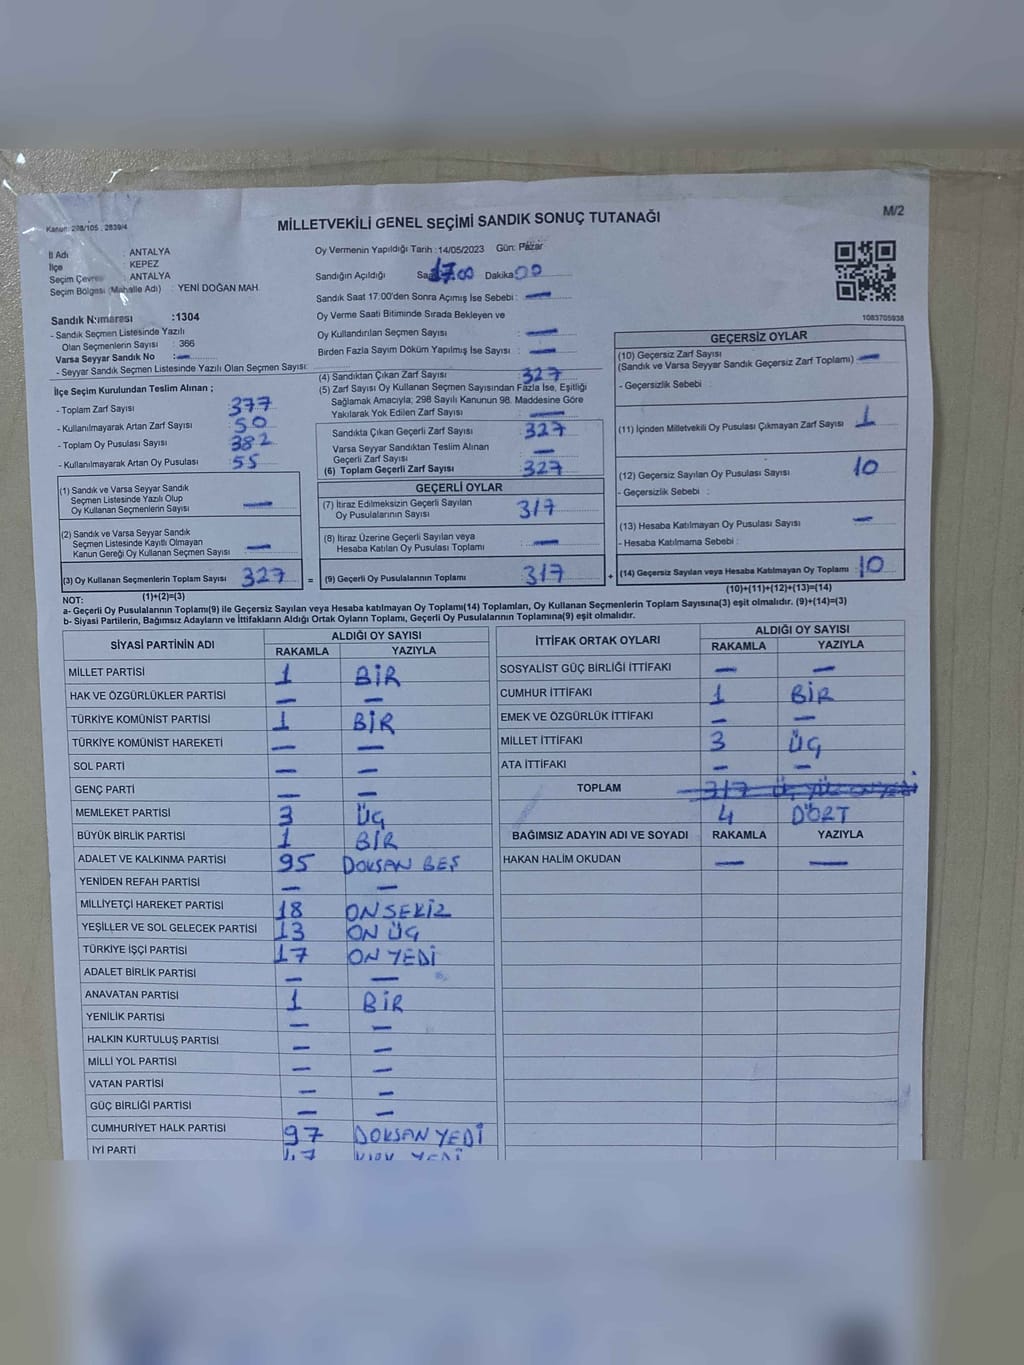 Kanun: 298/105 , 2839/4
MİLLETVEKİLİ GENEL SEÇİMİ SANDIK SONUÇ TUTANAĞI
M/2
İl Adı : ANTALYA
İlçe : KEPEZ
Seçim Çevresi : ANTALYA
Seçim Bölgesi (Mahalle Adı) : YENİ DOĞAN MAH.
Sandık Numarası :1304
- Sandık Seçmen Listesinde Yazılı
Olan Seçmenlerin Sayısı : 366
Varsa Seyyar Sandık No : —
- Seyyar Sandık Seçmen Listesinde Yazılı Olan Seçmen Sayısı:
İlçe Seçim Kurulundan Teslim Alınan ;
- Toplam Zarf Sayısı 377
- Kullanılmayarak Artan Zarf Sayısı 50
- Toplam Oy Pusulası Sayısı 382
- Kullanılmayarak Artan Oy Pusulası 55
(1) Sandık ve Varsa Seyyar Sandık
Seçmen Listesinde Yazılı Olup
Oy Kullanan Seçmenlerin Sayısı —
(2) Sandık ve Varsa Seyyar Sandık
Seçmen Listesinde Kayıtlı Olmayan
Kanun Gereği Oy Kullanan Seçmen Sayısı —
(3) Oy Kullanan Seçmenlerin Toplam Sayısı 327
(1)+(2)=(3)
Oy Vermenin Yapıldığı Tarih :14/05/2023 Gün: Pazar
Sandığın Açıldığı Saat 17.00 Dakika 00
Sandık Saat 17:00'den Sonra Açılmış İse Sebebi : —
Oy Verme Saati Bitiminde Sırada Bekleyen ve
Oy Kullandırılan Seçmen Sayısı —
Birden Fazla Sayım Döküm Yapılmış İse Sayısı —
(4) Sandıktan Çıkan Zarf Sayısı 327
(5) Zarf Sayısı Oy Kullanan Seçmen Sayısından Fazla İse, Eşitliği
Sağlamak Amacıyla; 298 Sayılı Kanunun 98. Maddesine Göre
Yakılarak Yok Edilen Zarf Sayısı —
Sandıkta Çıkan Geçerli Zarf Sayısı 327
Varsa Seyyar Sandıktan Teslim Alınan
Geçerli Zarf Sayısı —
(6) Toplam Geçerli Zarf Sayısı 327
GEÇERLİ OYLAR
(7) İtiraz Edilmeksizin Geçerli Sayılan
Oy Pusulalarının Sayısı 317
(8) İtiraz Üzerine Geçerli Sayılan veya
Hesaba Katılan Oy Pusulası Toplamı —
= (9) Geçerli Oy Pusulalarının Toplamı 317
1083705938
GEÇERSİZ OYLAR
(10) Geçersiz Zarf Sayısı
(Sandık ve Varsa Seyyar Sandık Geçersiz Zarf Toplamı) —
- Geçersizlik Sebebi :
(11) İçinden Milletvekili Oy Pusulası Çıkmayan Zarf Sayısı
(12) Geçersiz Sayılan Oy Pusulası Sayısı 10
- Geçersizlik Sebebi :
(13) Hesaba Katılmayan Oy Pusulası Sayısı —
- Hesaba Katılmama Sebebi :
+ (14) Geçersiz Sayılan veya Hesaba Katılmayan Oy Toplamı 10
(10)+(11)+(12)+(13)=(14)
NOT:
a- Geçerli Oy Pusulalarının Toplamı(9) ile Geçersiz Sayılan veya Hesaba katılmayan Oy Toplamı(14) Toplamları, Oy Kullanan Seçmenlerin Toplam Sayısına(3) eşit olmalıdır. (9)+(14)=(3)
b- Siyasi Partilerin, Bağımsız Adayların ve İttifakların Aldığı Ortak Oyların Toplamı, Geçerli Oy Pusulalarının Toplamına(9) eşit olmalıdır.
SİYASİ PARTİNİN ADI ALDIĞI OY SAYISI
RAKAMLA YAZIYLA
MİLLET PARTİSİ 1 BİR
HAK VE ÖZGÜRLÜKLER PARTİSİ — —
TÜRKİYE KOMÜNİST PARTİSİ 1 BİR
TÜRKİYE KOMÜNİST HAREKETİ — —
SOL PARTİ — —
GENÇ PARTİ — —
MEMLEKET PARTİSİ 3 ÜÇ
BÜYÜK BİRLİK PARTİSİ 1 BİR
ADALET VE KALKINMA PARTİSİ 95 DOKSAN BEŞ
YENİDEN REFAH PARTİSİ — —
MİLLİYETÇİ HAREKET PARTİSİ 18 ON SEKİZ
YEŞİLLER VE SOL GELECEK PARTİSİ 13 ON ÜÇ
TÜRKİYE İŞÇİ PARTİSİ 17 ON YEDİ
ADALET BİRLİK PARTİSİ — —
ANAVATAN PARTİSİ 1 BİR
YENİLİK PARTİSİ — —
HALKIN KURTULUŞ PARTİSİ — —
MİLLİ YOL PARTİSİ — —
VATAN PARTİSİ — —
GÜÇ BİRLİĞİ PARTİSİ — —
CUMHURİYET HALK PARTİSİ 97 DOKSAN YEDİ
İYİ PARTİ 47 KIRK YEDİ
İTTİFAK ORTAK OYLARI ALDIĞI OY SAYISI
RAKAMLA YAZIYLA
SOSYALİST GÜÇ BİRLİĞİ İTTİFAKI — —
CUMHUR İTTİFAKI 1 BİR
EMEK VE ÖZGÜRLÜK İTTİFAKI — —
MİLLET İTTİFAKI 3 ÜÇ
ATA İTTİFAKI — —
TOPLAM 317 ÜÇ YÜZ ON YEDİ
4 DÖRT
BAĞIMSIZ ADAYIN ADI VE SOYADI RAKAMLA YAZIYLA
HAKAN HALİM OKUDAN — —